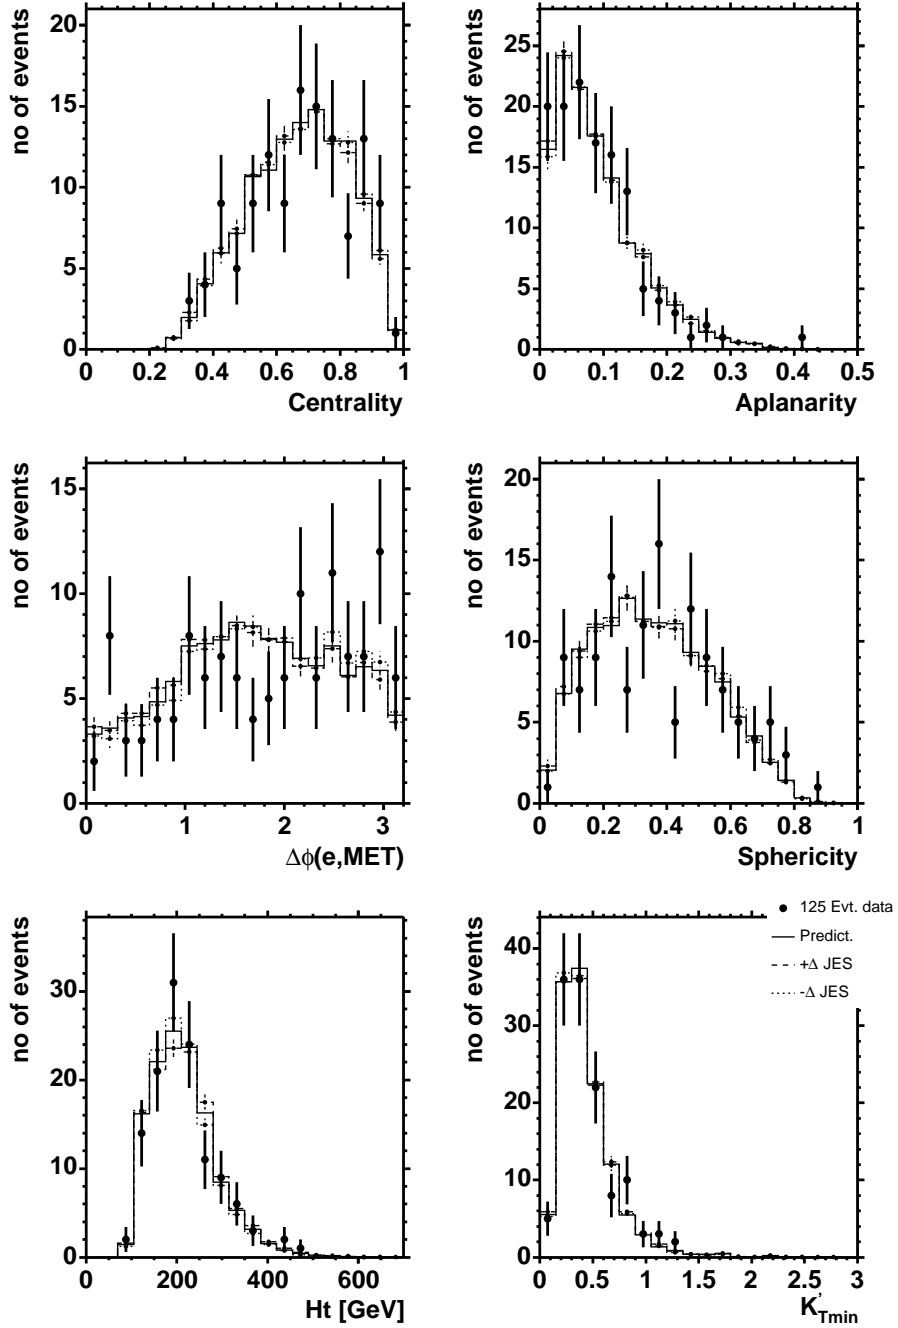 no of events
20
15
10
5
0
0 0.2 0.4 0.6 0.8 1
Centrality
no of events
25
20
15
10
5
0
0 0.1 0.2 0.3 0.4 0.5
Aplanarity
no of events
15
10
5
0
0 1 2 3
Δϕ(e,MET)
no of events
20
15
10
5
0
0 0.2 0.4 0.6 0.8 1
Sphericity
no of events
30
20
10
0
0 200 400 600
Ht [GeV]
no of events
40
30
20
10
0
0 0.5 1 1.5 2 2.5 3
K'Tmin
125 Evt. data
Predict.
+Δ JES
-Δ JES